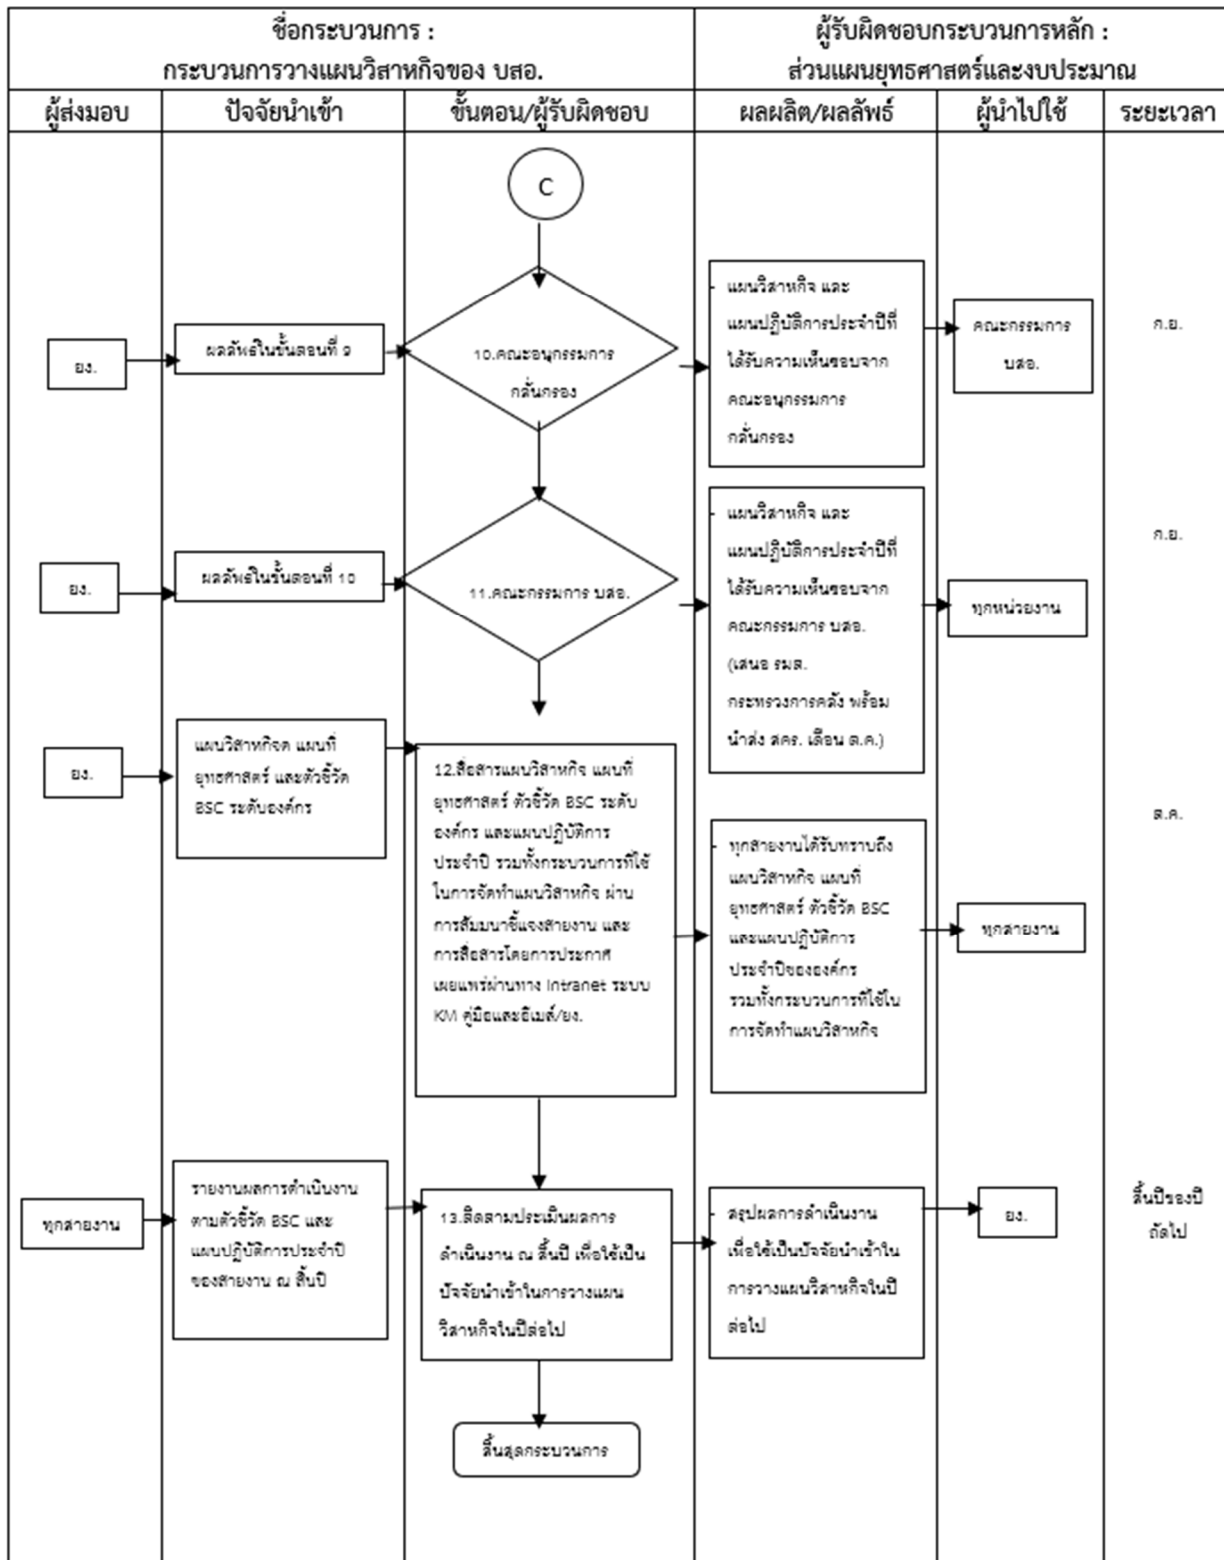 ชื่อกระบวนการ :
กระบวนการวางแผนวิสาหกิจของ บสอ.
ผู้รับผิดชอบกระบวนการหลัก :
ส่วนแผนยุทธศาสตร์และงบประมาณ
ผู้ส่งมอบ
ปัจจัยนำเข้า
ขั้นตอน/ผู้รับผิดชอบ
ผลผลิต/ผลลัพธ์
ผู้นำไปใช้
ระยะเวลา
C
ยง.
ผลลัพธ์ในขั้นตอนที่ 9
10.คณะอนุกรรมการ
กลั่นกรอง
- แผนวิสาหกิจ และ
แผนปฏิบัติการประจำปีที่
ได้รับความเห็นชอบจาก
คณะอนุกรรมการ
กลั่นกรอง
คณะกรรมการ
บสอ.
ก.ย.
ยง.
ผลลัพธ์ในขั้นตอนที่ 10
11.คณะกรรมการ บสอ.
- แผนวิสาหกิจ และ
แผนปฏิบัติการประจำปีที่
ได้รับความเห็นชอบจาก
คณะกรรมการ บสอ.
(เสนอ รมต.
กระทรวงการคลัง พร้อม
นำส่ง สคร. เดือน ต.ค.)
ทุกหน่วยงาน
ก.ย.
ยง.
แผนวิสาหกิจต แผนที่
ยุทธศาสตร์ และตัวชี้วัด
BSC ระดับองค์กร
12.สื่อสารแผนวิสาหกิจ แผนที่
ยุทธศาสตร์ ตัวชี้วัด BSC ระดับ
องค์กร และแผนปฏิบัติการ
ประจำปี รวมทั้งกระบวนการที่ใช้
ในการจัดทำแผนวิสาหกิจ ผ่าน
การสัมมนาชี้แจงสายงาน และ
การสื่อสารโดยการประกาศ
เผยแพร่ผ่านทาง Intranet ระบบ
KM คู่มือและอีเมล์/ยง.
- ทุกสายงานได้รับทราบถึง
แผนวิสาหกิจ แผนที่
ยุทธศาสตร์ ตัวชี้วัด BSC
และแผนปฏิบัติการ
ประจำปีขององค์กร
รวมทั้งกระบวนการที่ใช้ใน
การจัดทำแผนวิสาหกิจ
ทุกสายงาน
ต.ค.
ทุกสายงาน
รายงานผลการดำเนินงาน
ตามตัวชี้วัด BSC และ
แผนปฏิบัติการประจำปี
ของสายงาน ณ สิ้นปี
13.ติดตามประเมินผลการ
ดำเนินงาน ณ สิ้นปี เพื่อใช้เป็น
ปัจจัยนำเข้าในการวางแผน
วิสาหกิจในปีต่อไป
- สรุปผลการดำเนินงาน
เพื่อใช้เป็นปัจจัยนำเข้าใน
การวางแผนวิสาหกิจในปี
ต่อไป
ยง.
สิ้นปีของปี
ถัดไป
สิ้นสุดกระบวนการ